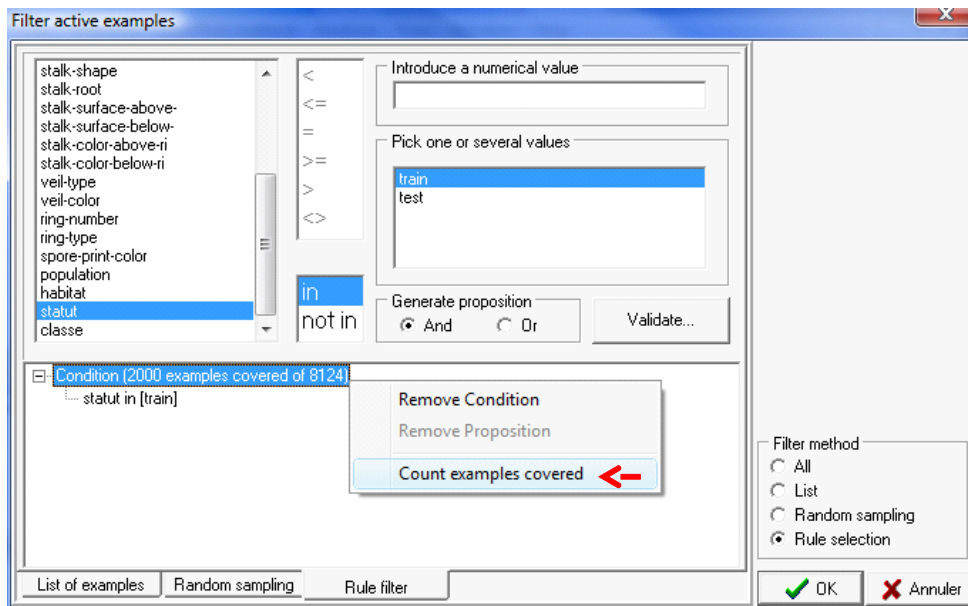 Filter active examples
x
stalk-shape
stalk-root
stalk-surface-above-
stalk-surface-below-
stalk-color-above-ri
stalk-color-below-ri
veil-type
veil-color
ring-number
ring-type
spore-print-color
population
habitat
statut
classe
<
<=
=
>=
>
<>
in
not in
Introduce a numerical value
Pick one or several values
train
test
Generate proposition
And
Or
Validate...
Condition (2000 examples covered of 8124)
statut in [train]
Remove Condition
Remove Proposition
Count examples covered
Filter method
All
List
Random sampling
Rule selection
List of examples
Random sampling
Rule filter
OK
Annuler